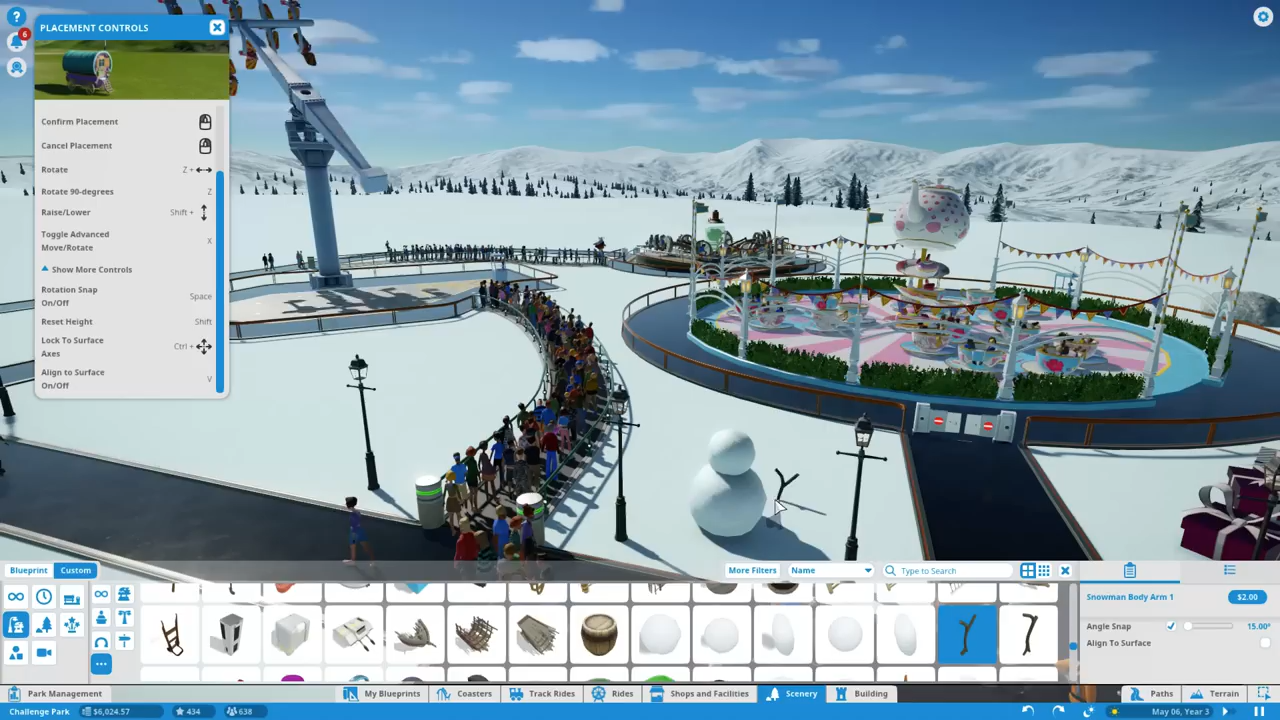 ?
6
PLACEMENT CONTROLS
Confirm Placement
Cancel Placement
Rotate Z +
Rotate 90-degrees Z
Raise/Lower Shift +
Toggle Advanced
Move/Rotate X
Show More Controls
Rotation Snap
On/Off Space
Reset Height Shift
Lock To Surface
Axes Ctrl +
Align to Surface
On/Off V
Blueprint Custom
More Filters Name Type to Search
Snowman Body Arm 1 $2.00
Angle Snap 15.00°
Align To Surface
Park Management My Blueprints Coasters Track Rides Rides Shops and Facilities Scenery Building Paths Terrain
Challenge Park $6,024.57 434 638 May 06, Year 3